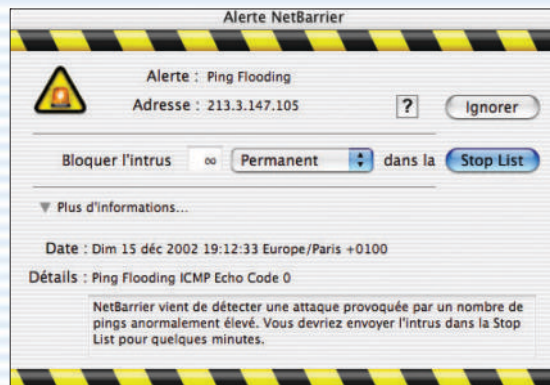 Alerte NetBarrier
Alerte : Ping Flooding
Adresse : 213.3.147.105
? Ignorer
Bloquer l'intrus ∞ Permanent dans la Stop List
Plus d'informations...
Date : Dim 15 déc 2002 19:12:33 Europe/Paris +0100
Détails : Ping Flooding ICMP Echo Code 0
NetBarrier vient de détecter une attaque provoquée par un nombre de
pings anormalement élevé. Vous devriez envoyer l'intrus dans la Stop
List pour quelques minutes.